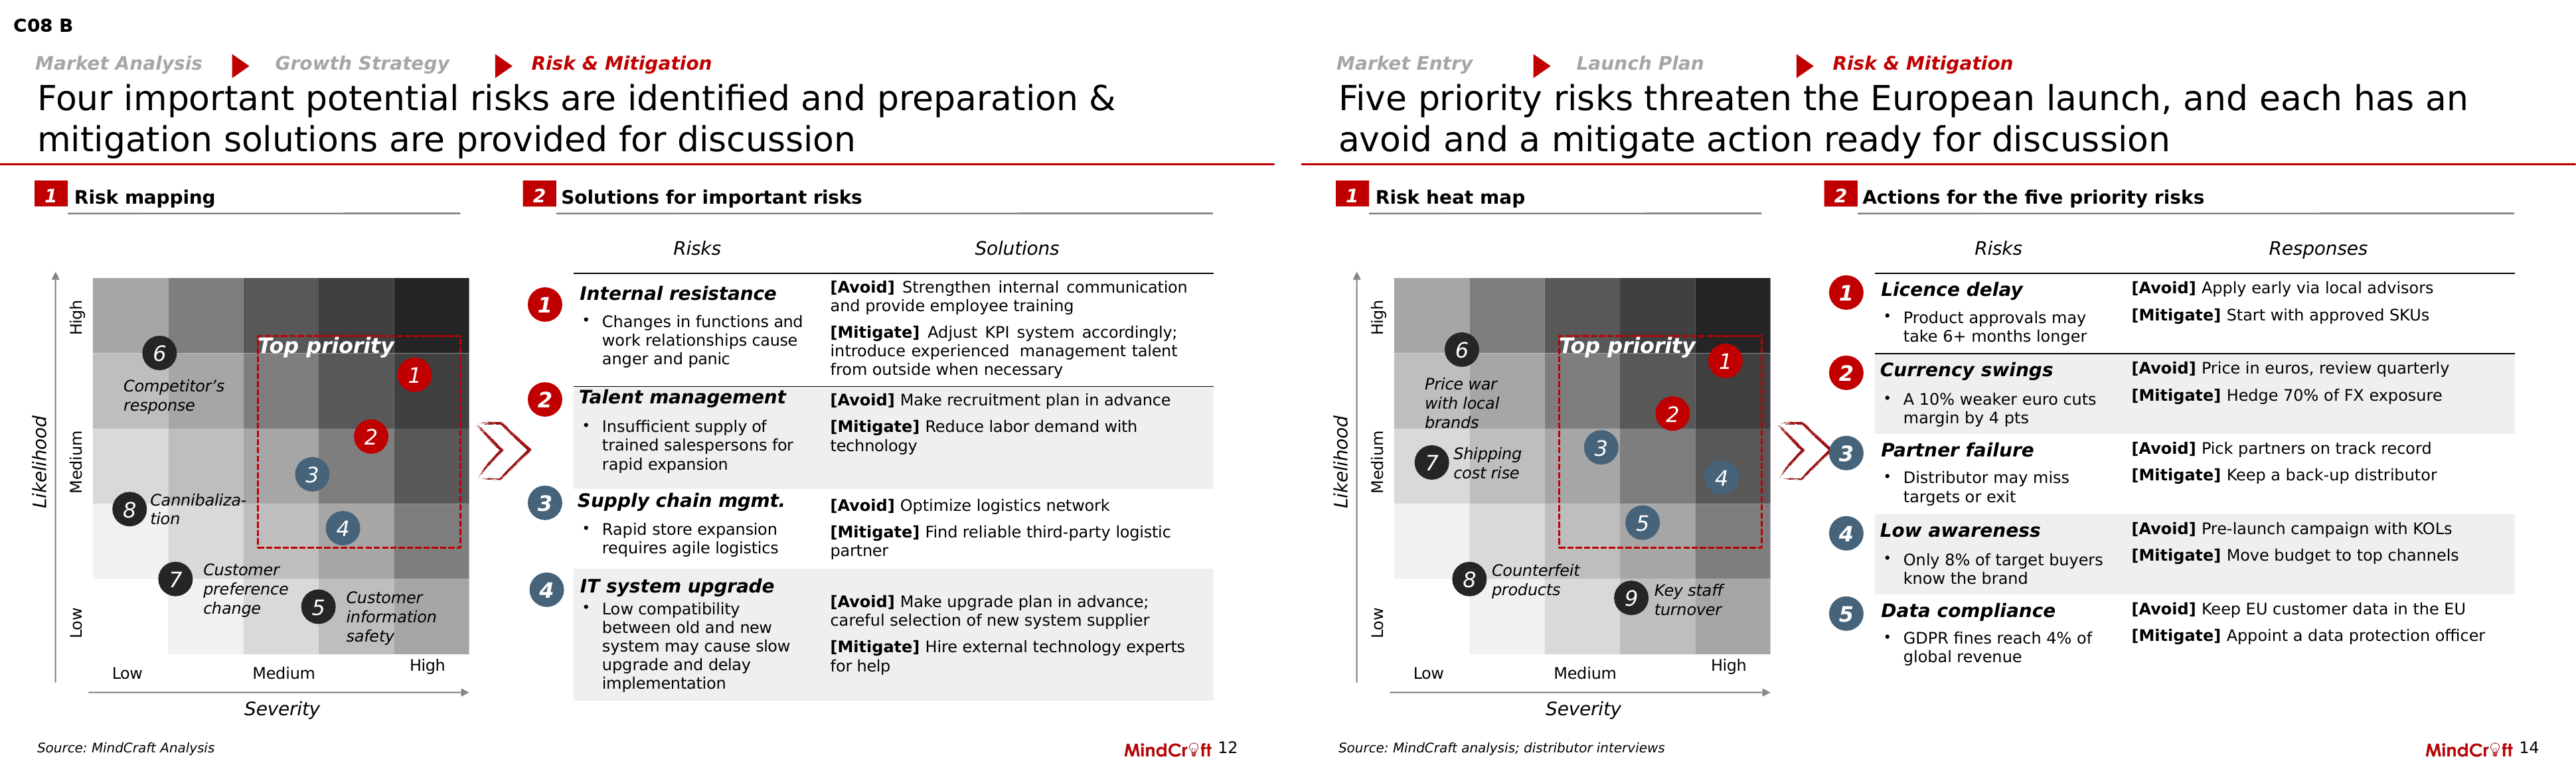 C08 B
Market Analysis
Growth Strategy
Risk & Mitigation
Four important potential risks are identified and preparation &
mitigation solutions are provided for discussion
1
Risk mapping
Likelihood
High
Medium
Low
Top priority
6
Competitor’s
response
1
2
3
8
Cannibaliza-
tion
4
7
Customer
preference
change
5
Customer
information
safety
Low
Medium
High
Severity
2
Solutions for important risks
Risks
Solutions
1
Internal resistance
• Changes in functions and
work relationships cause
anger and panic
[Avoid] Strengthen internal communication
and provide employee training
[Mitigate] Adjust KPI system accordingly;
introduce experienced management talent
from outside when necessary
2
Talent management
• Insufficient supply of
trained salespersons for
rapid expansion
[Avoid] Make recruitment plan in advance
[Mitigate] Reduce labor demand with
technology
3
Supply chain mgmt.
• Rapid store expansion
requires agile logistics
[Avoid] Optimize logistics network
[Mitigate] Find reliable third-party logistic
partner
4
IT system upgrade
• Low compatibility
between old and new
system may cause slow
upgrade and delay
implementation
[Avoid] Make upgrade plan in advance;
careful selection of new system supplier
[Mitigate] Hire external technology experts
for help
Source: MindCraft Analysis
MindCraft
12
Market Entry
Launch Plan
Risk & Mitigation
Five priority risks threaten the European launch, and each has an
avoid and a mitigate action ready for discussion
1
Risk heat map
Likelihood
High
Medium
Low
Top priority
6
Price war
with local
brands
1
2
3
7
Shipping
cost rise
4
5
8
Counterfeit
products
9
Key staff
turnover
Low
Medium
High
Severity
2
Actions for the five priority risks
Risks
Responses
1
Licence delay
• Product approvals may
take 6+ months longer
[Avoid] Apply early via local advisors
[Mitigate] Start with approved SKUs
2
Currency swings
• A 10% weaker euro cuts
margin by 4 pts
[Avoid] Price in euros, review quarterly
[Mitigate] Hedge 70% of FX exposure
3
Partner failure
• Distributor may miss
targets or exit
[Avoid] Pick partners on track record
[Mitigate] Keep a back-up distributor
4
Low awareness
• Only 8% of target buyers
know the brand
[Avoid] Pre-launch campaign with KOLs
[Mitigate] Move budget to top channels
5
Data compliance
• GDPR fines reach 4% of
global revenue
[Avoid] Keep EU customer data in the EU
[Mitigate] Appoint a data protection officer
Source: MindCraft analysis; distributor interviews
MindCraft
14